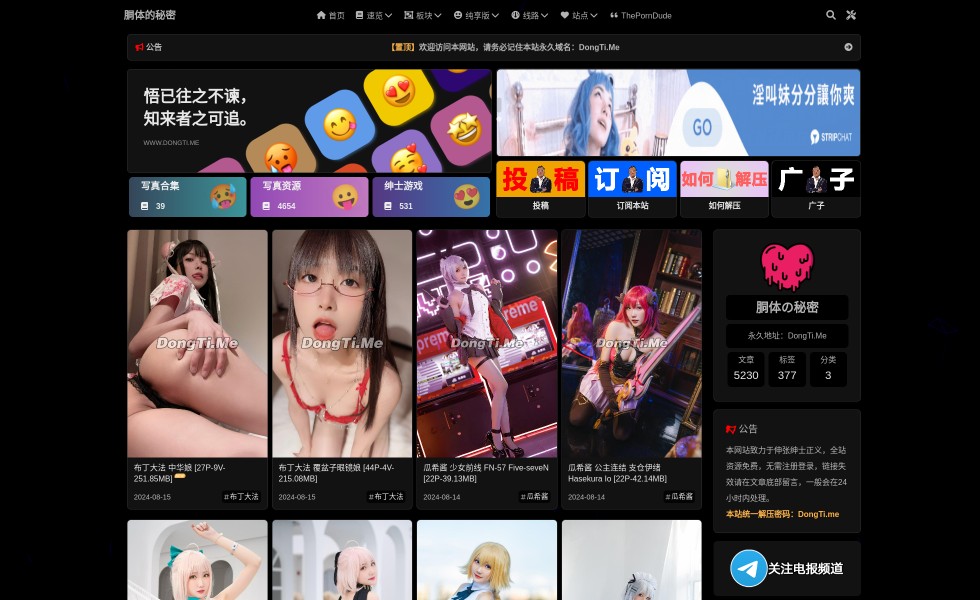 胴体的秘密
首页 速览 板块 纯享版 线路 站点 ThePornDude
公告
【置顶】欢迎访问本网站，请务必记住本站永久域名：DongTi.Me
悟已往之不谏，
知来者之可追。
WWW.DONGTI.ME
淫叫妹分分讓你爽
GO
STRIPCHAT
写真合集
39
写真资源
4654
绅士游戏
531
投稿
投稿
订阅
订阅本站
如何解压
如何解压
广子
广子
DongTi.Me
DongTi.Me
DongTi.Me
DongTi.Me
布丁大法 中华娘 [27P-9V-
251.85MB]
2024-08-15
#布丁大法
布丁大法 覆盆子眼镜娘 [44P-4V-
215.08MB]
2024-08-15
#布丁大法
瓜希酱 少女前线 FN-57 Five-seveN
[22P-39.13MB]
2024-08-14
#瓜希酱
瓜希酱 公主连结 支仓伊绪
Hasekura Io [22P-42.14MB]
2024-08-14
#瓜希酱
胴体の秘密
永久地址：DongTi.Me
文章 标签 分类
5230 377 3
公告
本网站致力于伸张绅士正义，全站
资源免费，无需注册登录，链接失
效请在文章底部留言，一般会在24
小时内处理。
本站统一解压密码：DongTi.me
关注电报频道